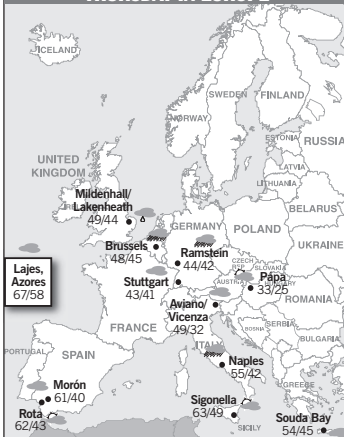 ICELAND
SWEDEN
FINLAND
NORWAY
ESTONIA
RUSSIA
LATVIA
LITHUANIA
UNITED
KINGDOM
Mildenhall/
Lakenheath
49/44
BELARUS
GERMANY
POLAND
Brussels
48/45
Ramstein
44/42
UKRAINE
CZECH
SLOVAKIA
Lajes,
Azores
67/58
Stuttgart
43/41
AUSTRIA
Pápa
33/25
Aviano/
Vicenza
49/32
ROMANIA
FRANCE
BOSNIA
SERBIA
BULGARIA
ITALY
PORTUGAL
SPAIN
Naples
55/42
Morón
61/40
GREECE
Rota
62/43
Sigonella
63/49
SICILY
Souda Bay
54/45